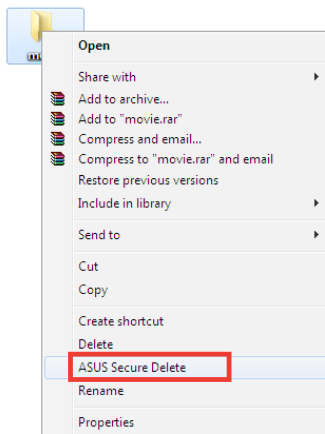 Open
Share with
Add to archive...
Add to "movie.rar"
Compress and email...
Compress to "movie.rar" and email
Restore previous versions
Include in library
Send to
Cut
Copy
Create shortcut
Delete
ASUS Secure Delete
Rename
Properties